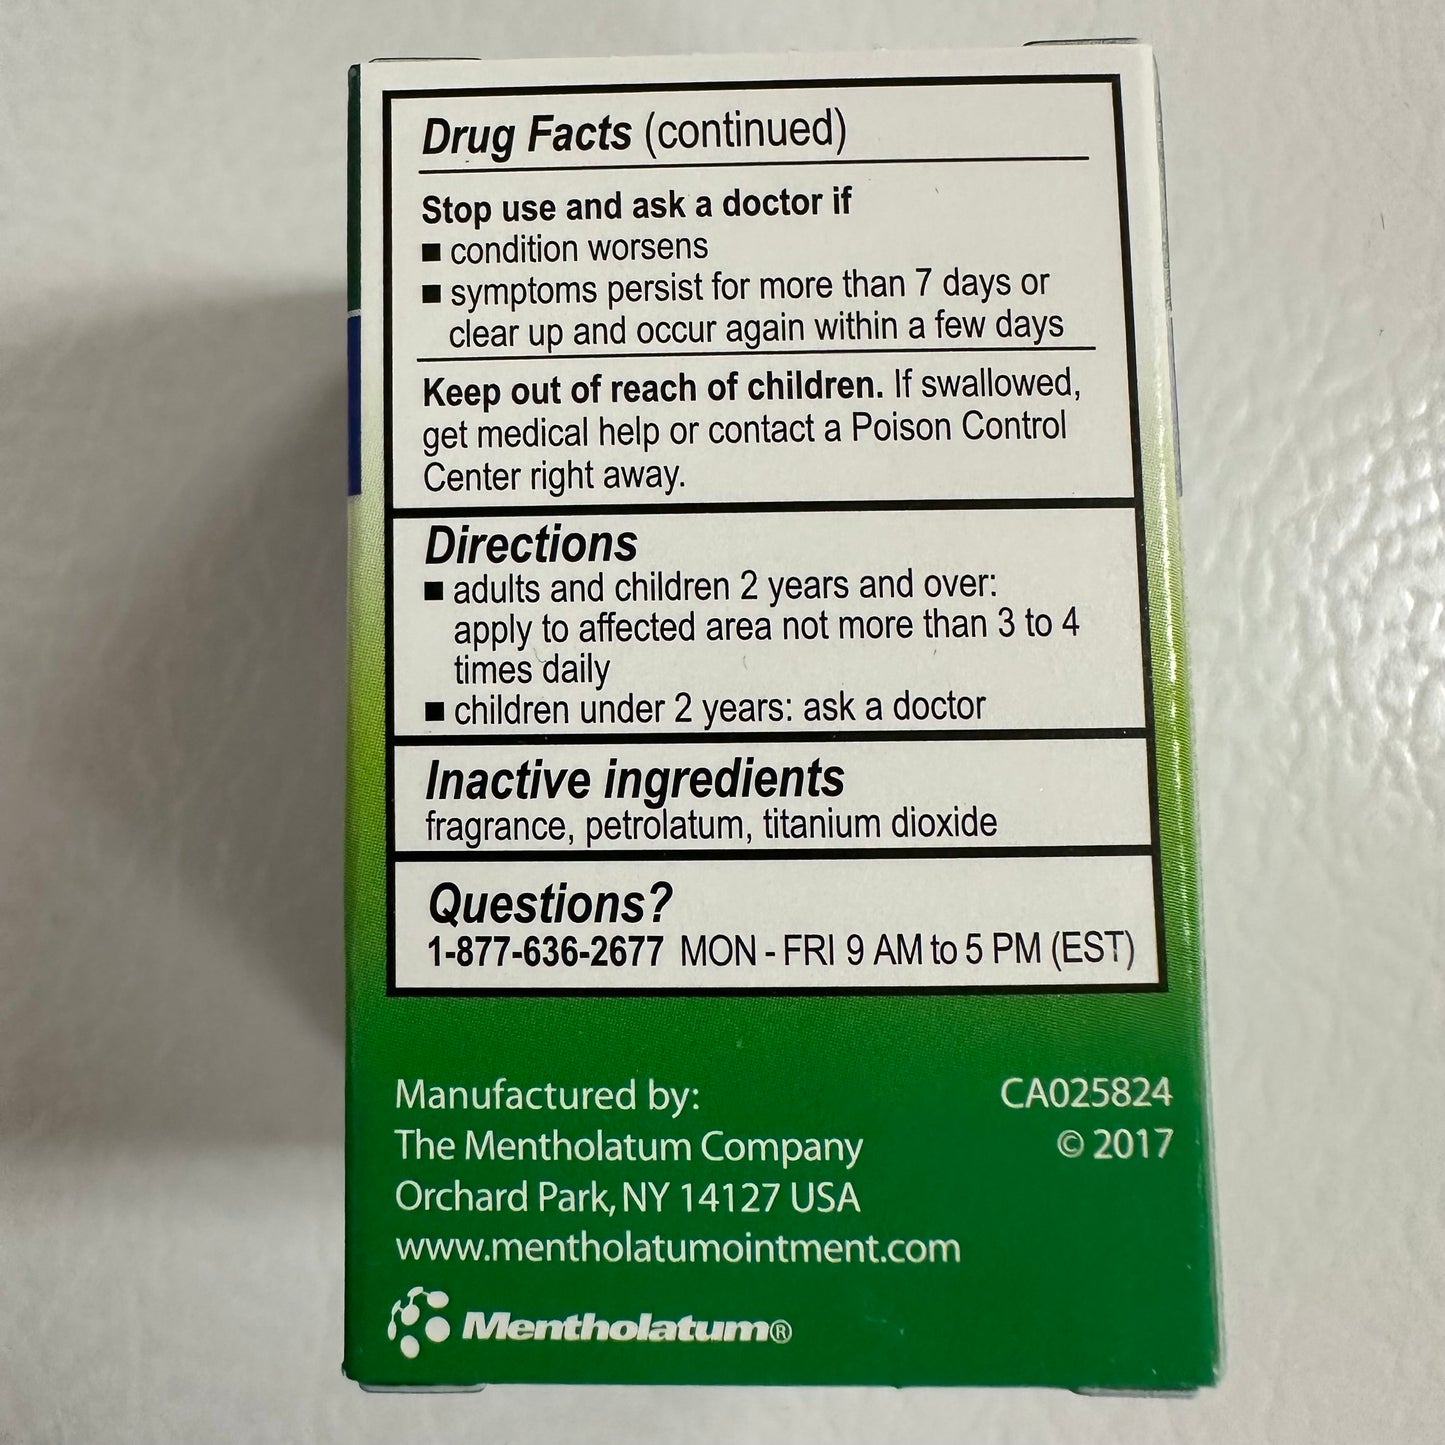 Drug Facts (continued)
Stop use and ask a doctor if
■ condition worsens
■ symptoms persist for more than 7 days or
clear up and occur again within a few days
Keep out of reach of children. If swallowed,
get medical help or contact a Poison Control
Center right away.
Directions
■ adults and children 2 years and over:
apply to affected area not more than 3 to 4
times daily
■ children under 2 years: ask a doctor
Inactive ingredients
fragrance, petrolatum, titanium dioxide
Questions?
1-877-636-2677 MON - FRI 9 AM to 5 PM (EST)
Manufactured by:
The Mentholatum Company
Orchard Park, NY 14127 USA
www.mentholatumointment.com
CA025824
© 2017
Mentholatum®